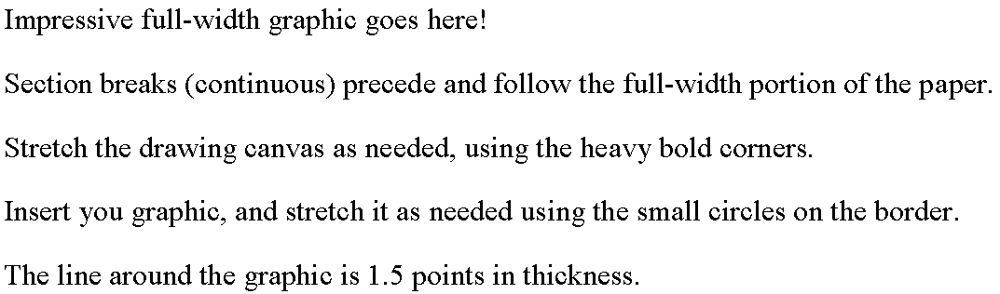 Impressive full-width graphic goes here!
Section breaks (continuous) precede and follow the full-width portion of the paper.
Stretch the drawing canvas as needed, using the heavy bold corners.
Insert you graphic, and stretch it as needed using the small circles on the border.
The line around the graphic is 1.5 points in thickness.